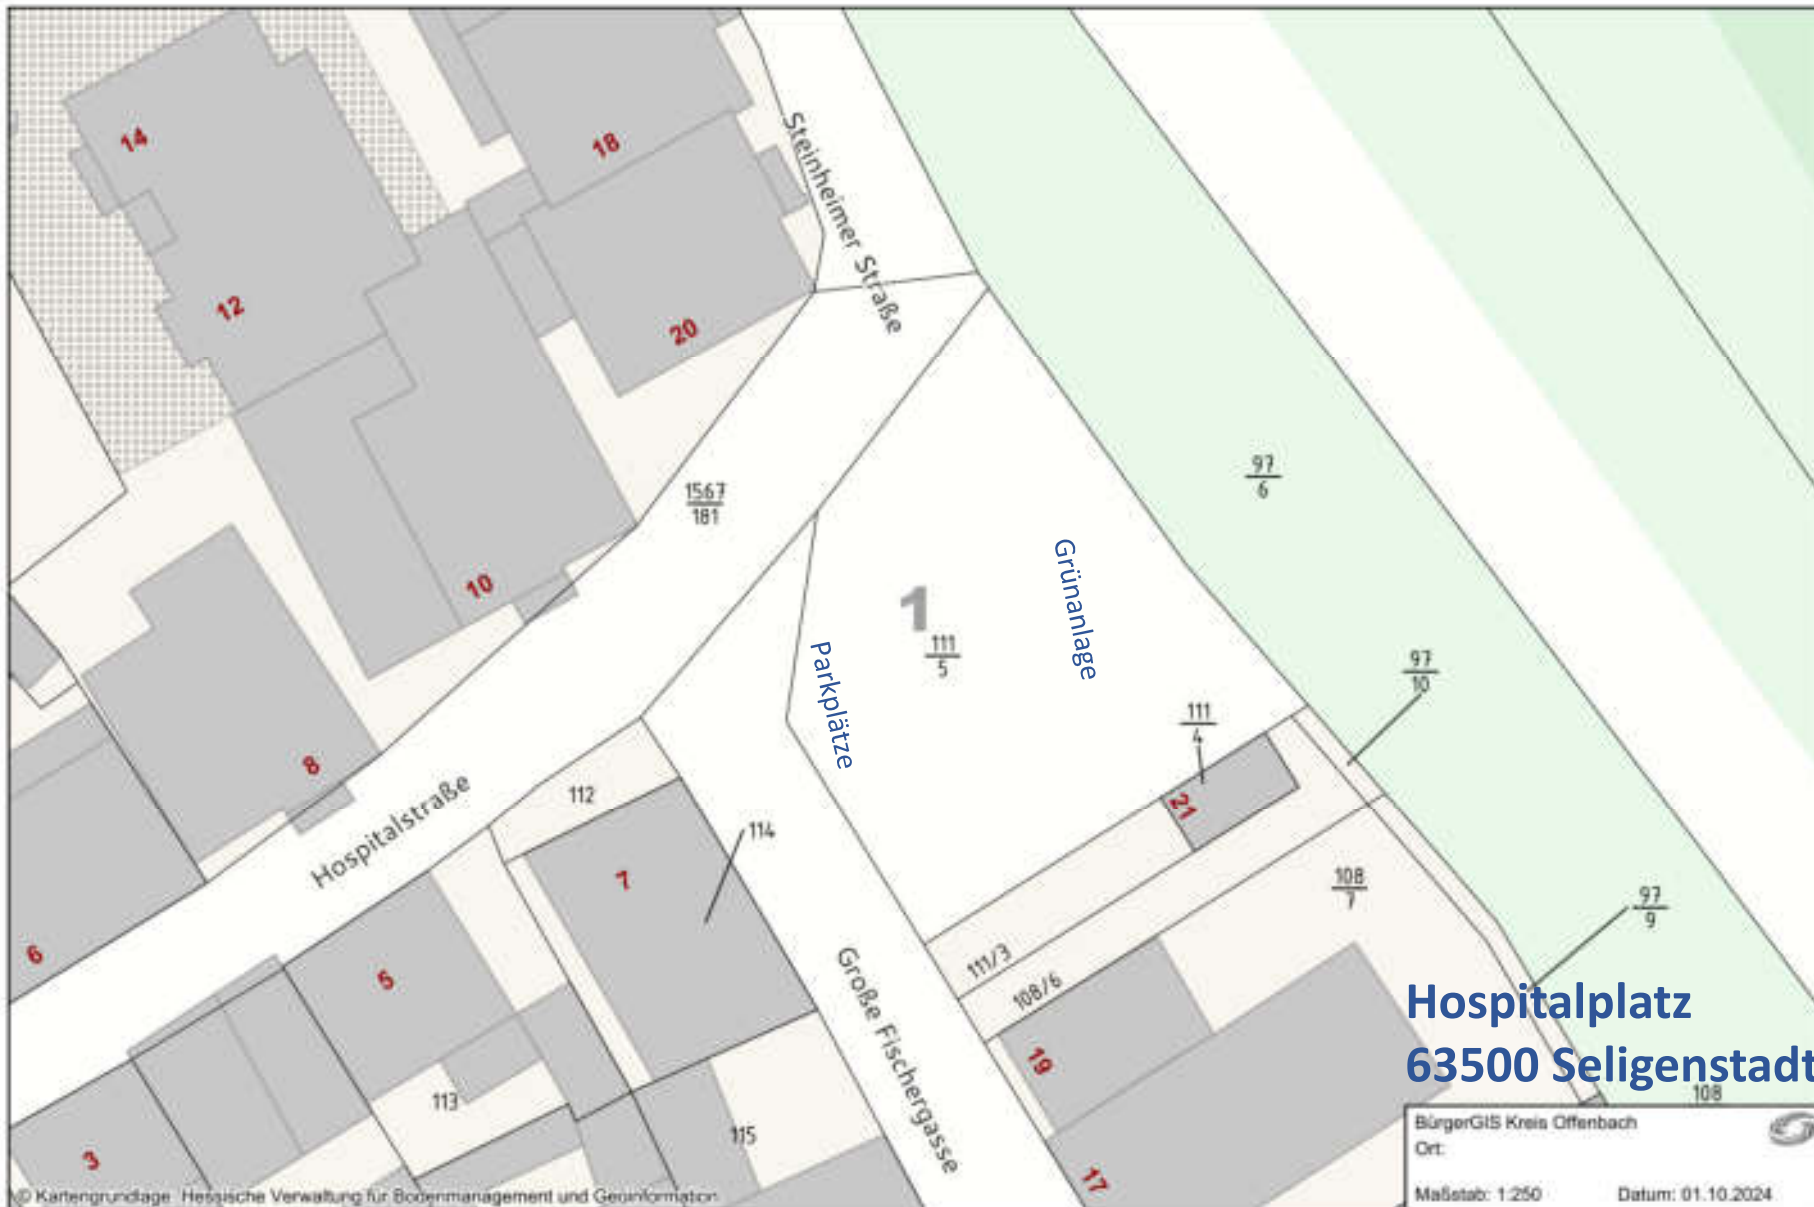 14
18
Steinheimer Straße
12
20
97
6
1567
181
10
1
111
5
Grünanlage
Parkplätze
97
10
111
4
8
Hospitalstraße
112
114
21
7
108
7
97
9
6
5
111/3
108/6
Große Fischergasse
Hospitalplatz
63500 Seligenstadt
19
113
115
108
3
17
BürgerGIS Kreis Offenbach
Ort:
Maßstab: 1:250
Datum: 01.10.2024
© Kartengrundlage Hessische Verwaltung für Bodenmanagement und Geoinformation